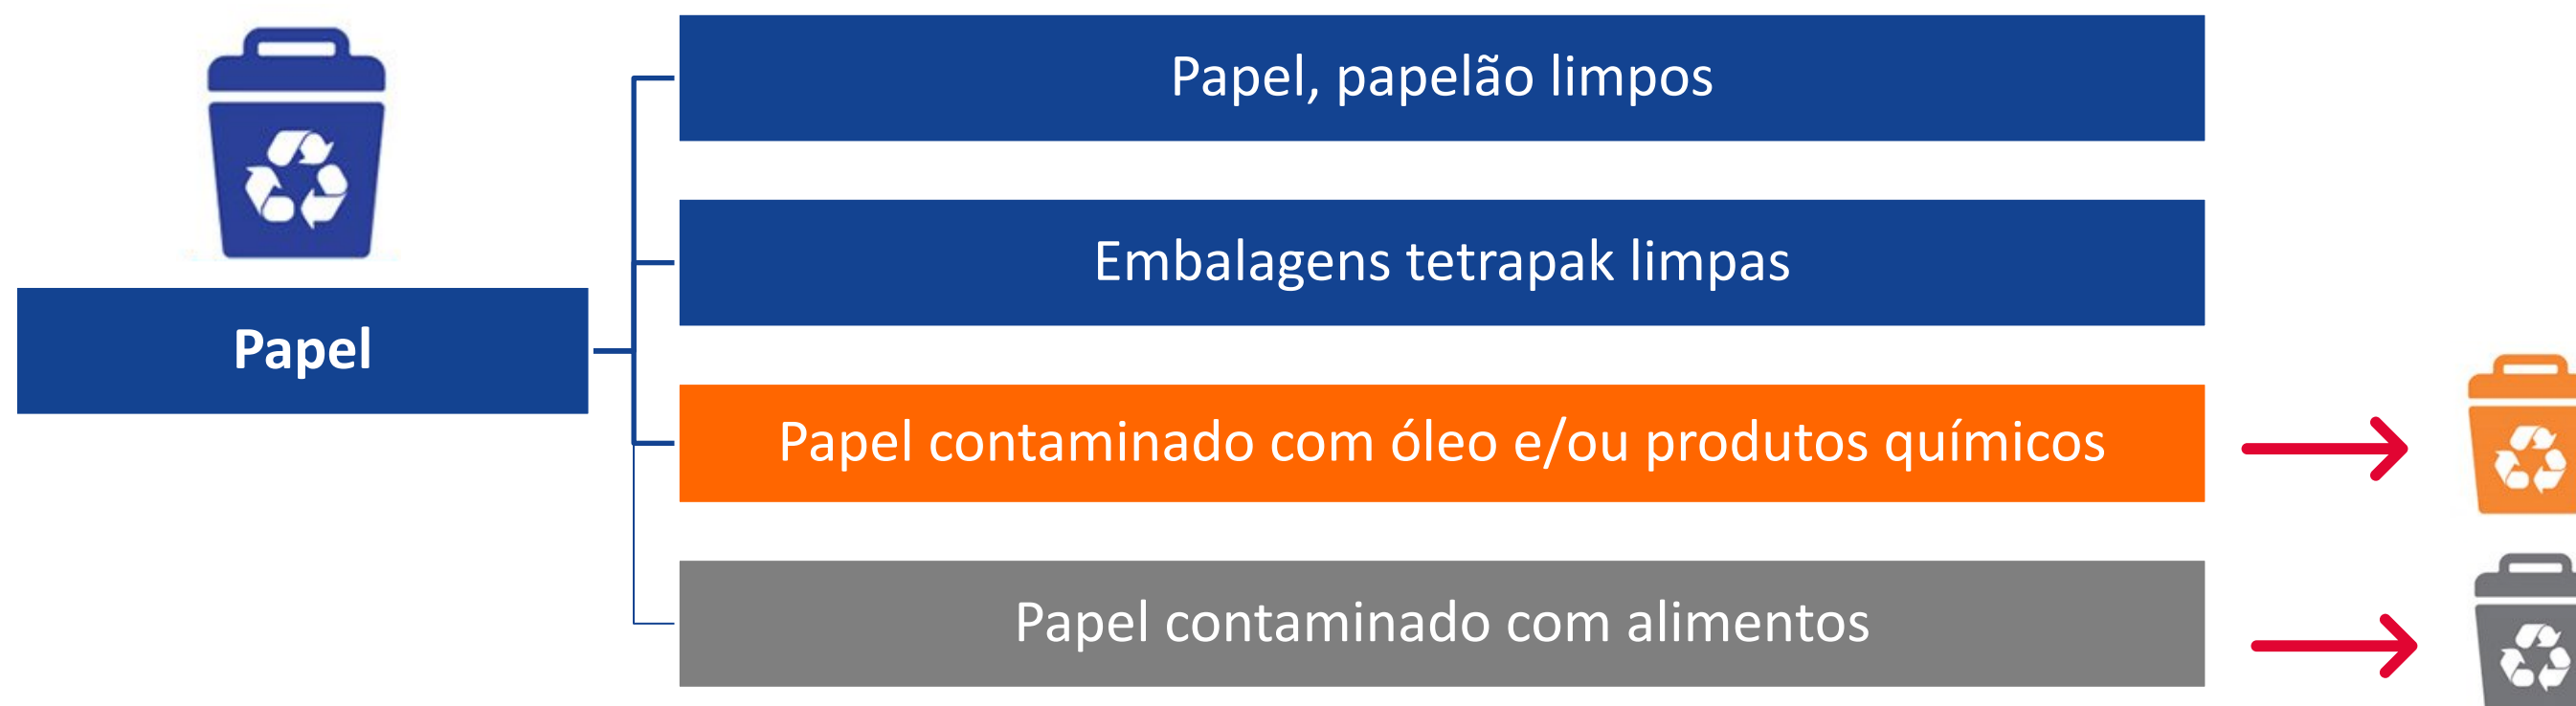 Papel, papelão limpos
Embalagens tetrapak limpas
Papel
Papel contaminado com óleo e/ou produtos químicos
Papel contaminado com alimentos